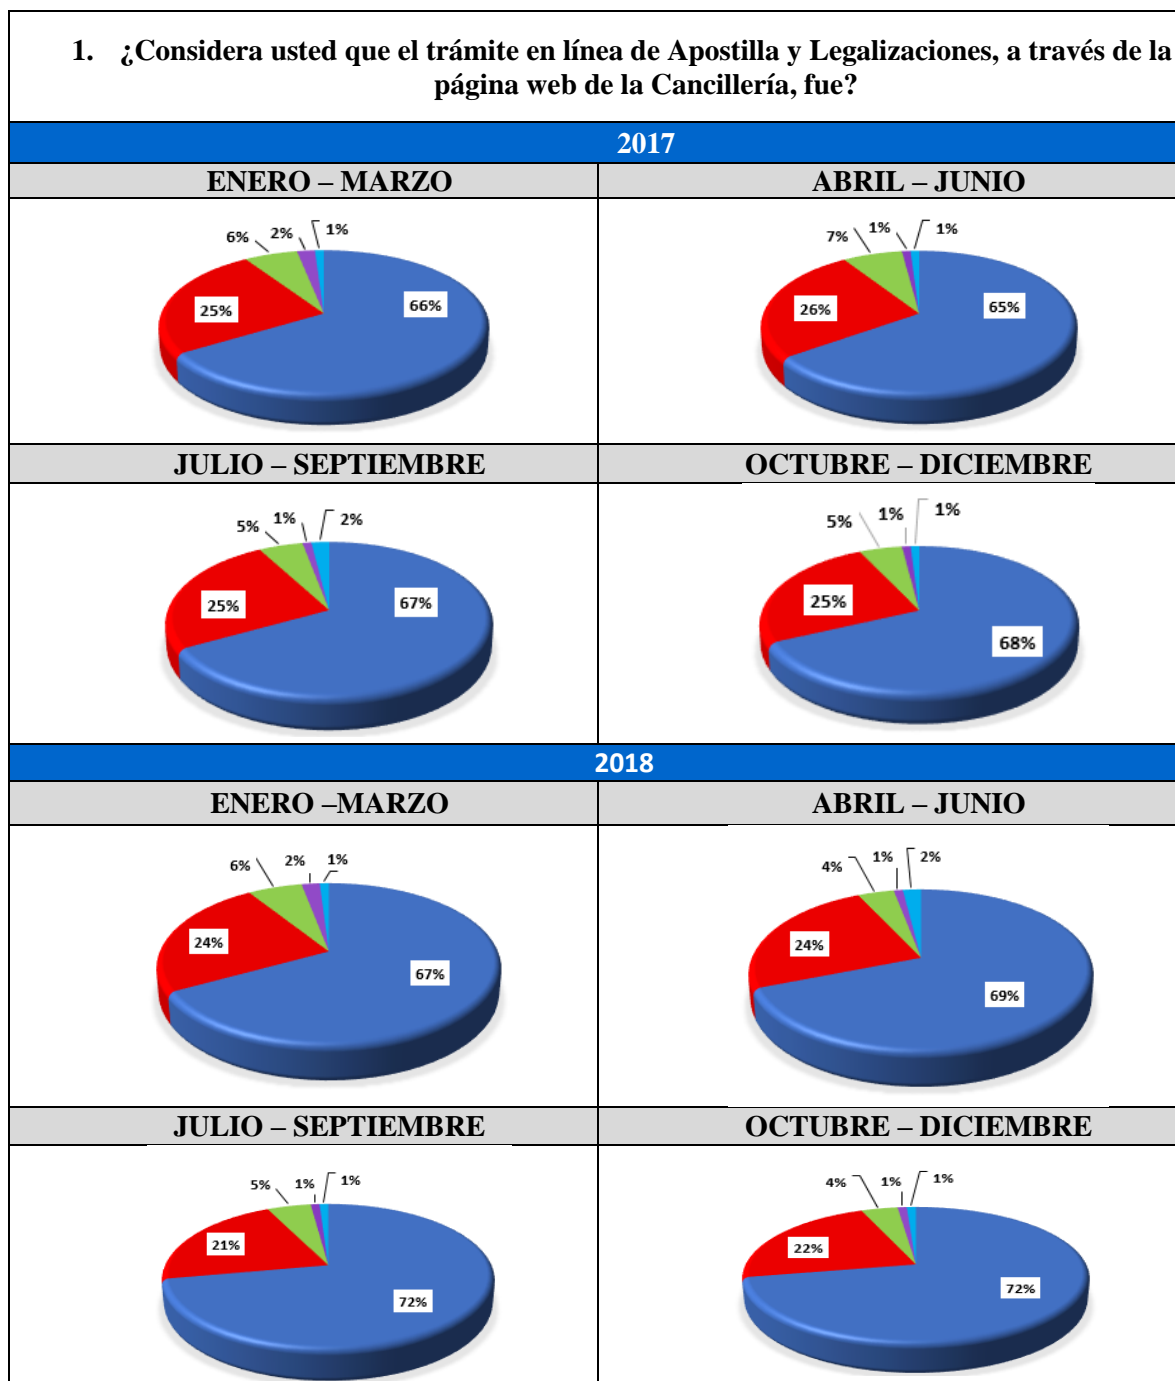 1. ¿Considera usted que el trámite en línea de Apostilla y Legalizaciones, a través de la
página web de la Cancillería, fue?
2017
ENERO – MARZO
ABRIL – JUNIO
6% 2% 1%
25% 66%
7% 1% 1%
26% 65%
JULIO – SEPTIEMBRE
OCTUBRE – DICIEMBRE
5% 1% 2%
25% 67%
5% 1% 1%
25% 68%
2018
ENERO –MARZO
ABRIL – JUNIO
6% 2% 1%
24% 67%
4% 1% 2%
24% 69%
JULIO – SEPTIEMBRE
OCTUBRE – DICIEMBRE
5% 1% 1%
21% 72%
4% 1% 1%
22% 72%